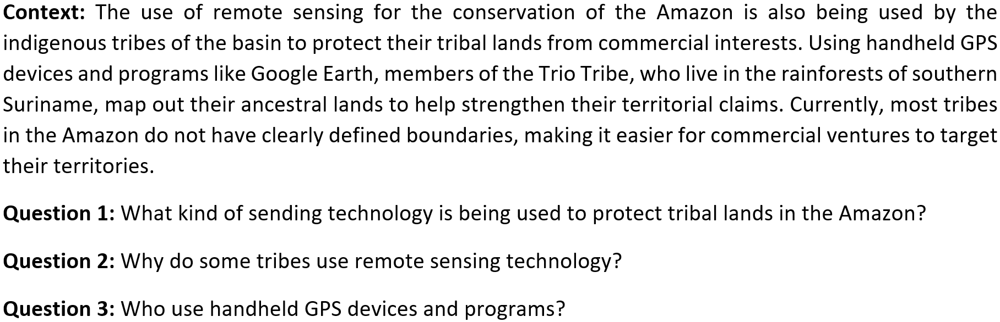 Context: The use of remote sensing for the conservation of the Amazon is also being used by the
indigenous tribes of the basin to protect their tribal lands from commercial interests. Using handheld GPS
devices and programs like Google Earth, members of the Trio Tribe, who live in the rainforests of southern
Suriname, map out their ancestral lands to help strengthen their territorial claims. Currently, most tribes
in the Amazon do not have clearly defined boundaries, making it easier for commercial ventures to target
their territories.
Question 1: What kind of sending technology is being used to protect tribal lands in the Amazon?
Question 2: Why do some tribes use remote sensing technology?
Question 3: Who use handheld GPS devices and programs?